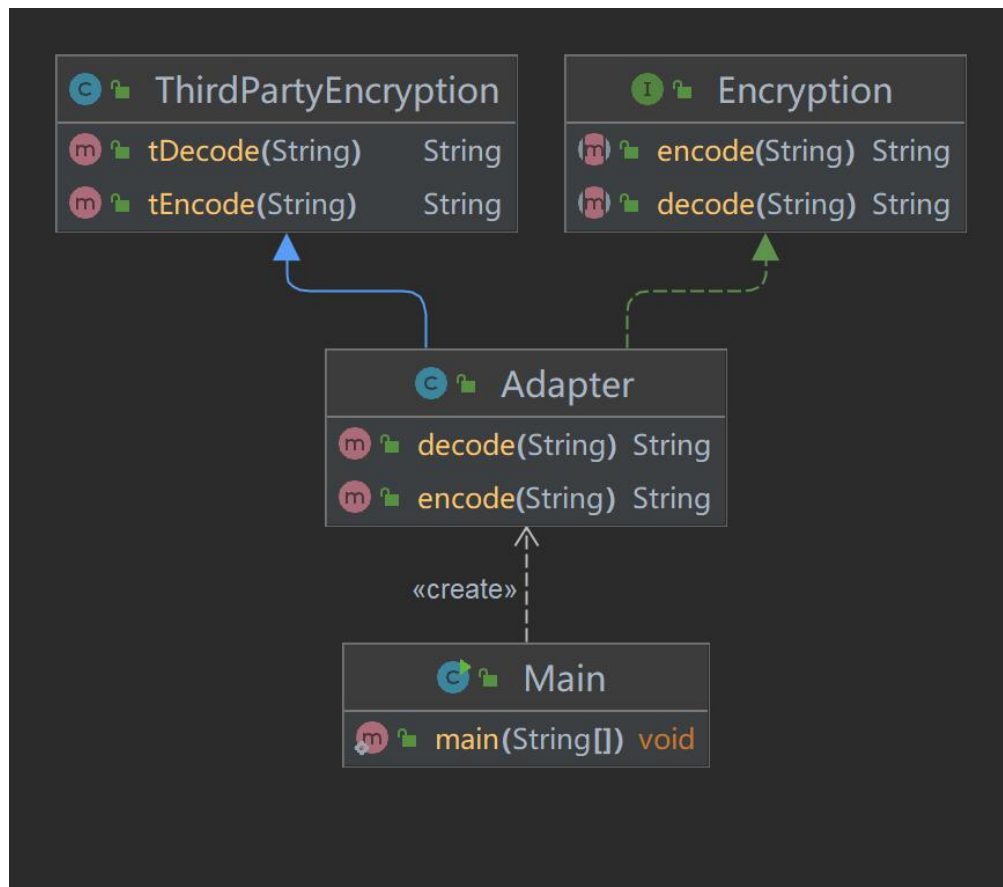 ThirdPartyEncryption
tDecode(String) String
tEncode(String) String
Encryption
encode(String) String
decode(String) String
Adapter
decode(String) String
encode(String) String
«create»
Main
main(String[]) void